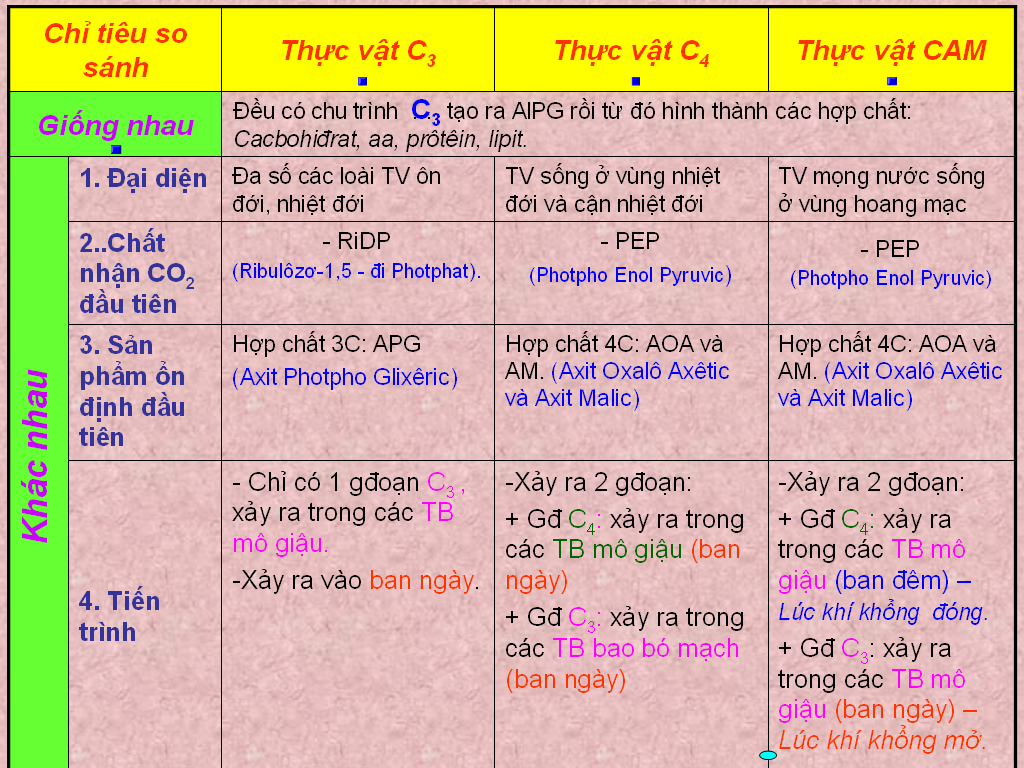 Chỉ tiêu so
sánh
Thực vật C3
Thực vật C4
Thực vật CAM
Giống nhau
Đều có chu trình C3 tạo ra AlPG rồi từ đó hình thành các hợp chất:
Cacbohiđrat, aa, prôtêin, lipit.
Khác nhau
1. Đại diện
Đa số các loài TV ôn
đới, nhiệt đới
TV sống ở vùng nhiệt
đới và cận nhiệt đới
TV mọng nước sống
ở vùng hoang mạc
2..Chất
nhận CO2
đầu tiên
- RiDP
(Ribulôzơ-1,5 - đi Photphat).
- PEP
(Photpho Enol Pyruvic)
- PEP
(Photpho Enol Pyruvic)
3. Sản
phẩm ổn
định đầu
tiên
Hợp chất 3C: APG
(Axit Photpho Glixêric)
Hợp chất 4C: AOA và
AM. (Axit Oxalô Axêtic
và Axit Malic)
Hợp chất 4C: AOA và
AM. (Axit Oxalô Axêtic
và Axit Malic)
4. Tiến
trình
- Chỉ có 1 gđoạn C3 ,
xảy ra trong các TB
mô giậu.
-Xảy ra vào ban ngày.
-Xảy ra 2 gđoạn:
+ Gđ C4: xảy ra trong
các TB mô giậu (ban
ngày)
+ Gđ C3: xảy ra trong
các TB bao bó mạch
(ban ngày)
-Xảy ra 2 gđoạn:
+ Gđ C4: xảy ra
trong các TB mô
giậu (ban đêm) –
Lúc khí khổng đóng.
+ Gđ C3: xảy ra
trong các TB mô
giậu (ban ngày) –
Lúc khí khổng mở.